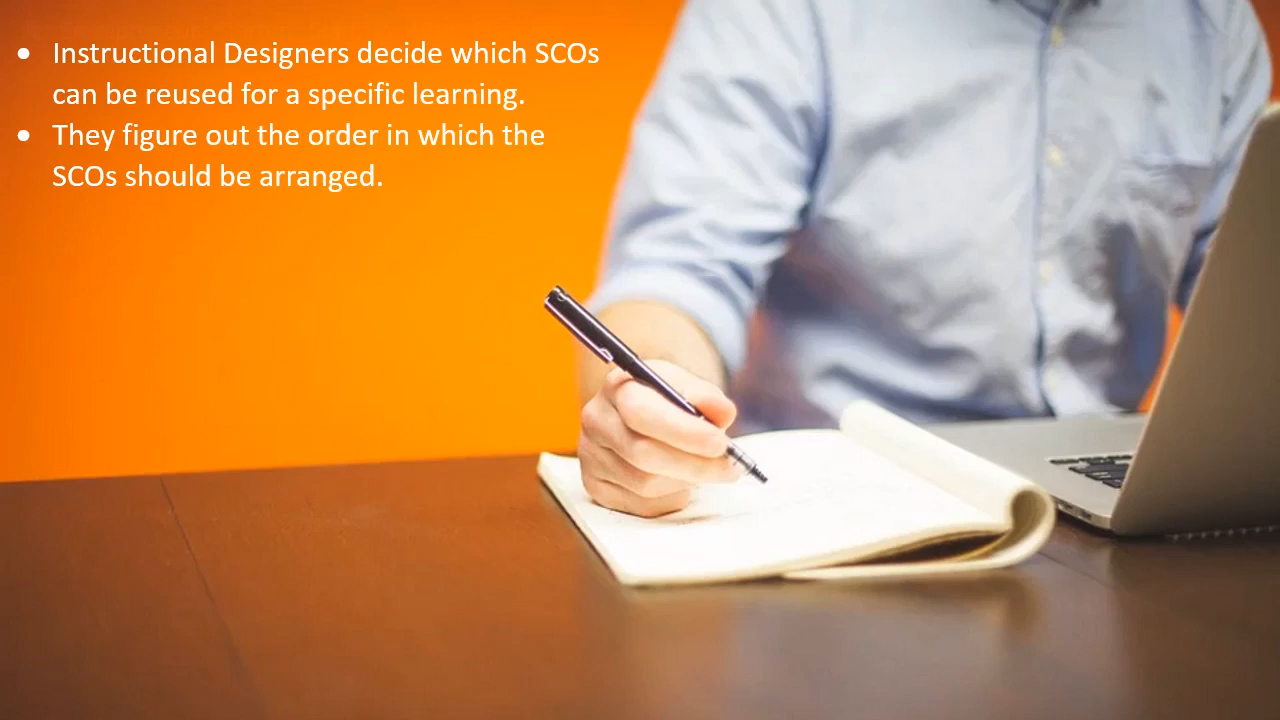 • Instructional Designers decide which SCOs
can be reused for a specific learning.
• They figure out the order in which the
SCOs should be arranged.